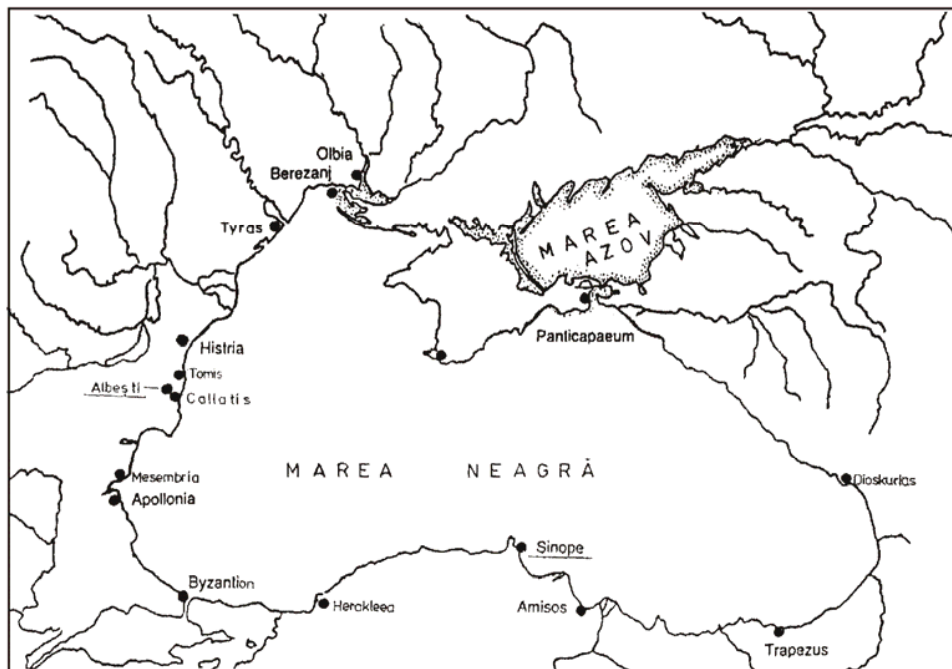 Olbia
Berezanj
Tyras
MAREA
AZOV
Panticapaeum
Histria
Tomis
Albeşti
Callatis
Mesembria
Apollonia
MAREA NEAGRĂ
Dioskurias
Sinope
Byzantion
Herakleea
Amisos
Trapezus